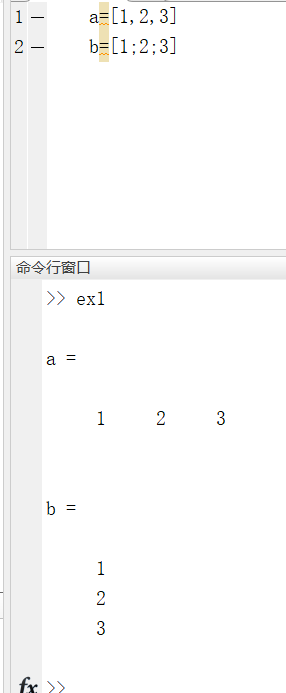 1 — a=[1,2,3]
2 — b=[1;2;3]
命令行窗口
>> ex1
a =
1 2 3
b =
1
2
3
fx >>